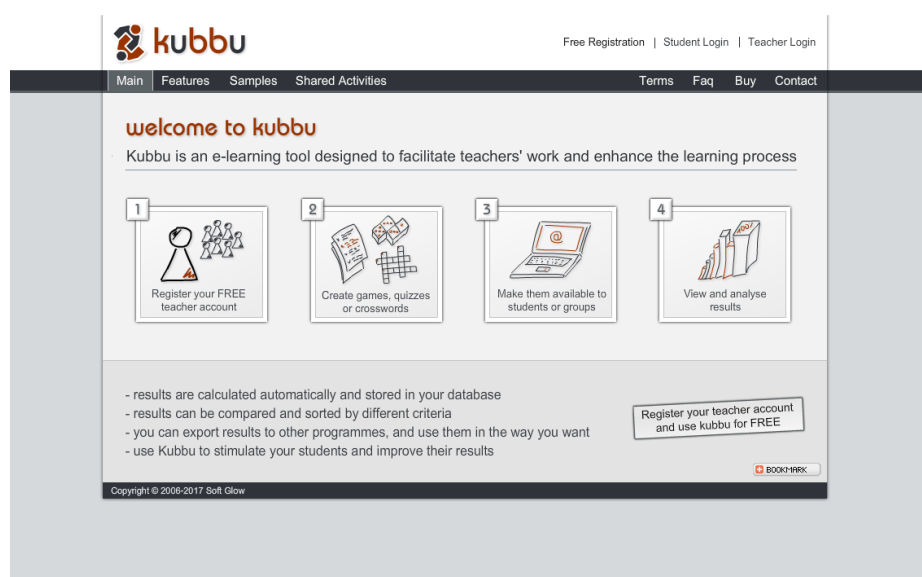 kubbu
Free Registration | Student Login | Teacher Login
Main Features Samples Shared Activities Terms Faq Buy Contact
welcome to kubbu
Kubbu is an e-learning tool designed to facilitate teachers' work and enhance the learning process
1
Register your FREE
teacher account
2
Create games, quizzes
or crosswords
3
@
Make them available to
students or groups
4
View and analyse
results
- results are calculated automatically and stored in your database
- results can be compared and sorted by different criteria
- you can export results to other programmes, and use them in the way you want
- use Kubbu to stimulate your students and improve their results
Register your teacher account
and use kubbu for FREE
BOOKMARK
Copyright © 2006-2017 Soft Glow